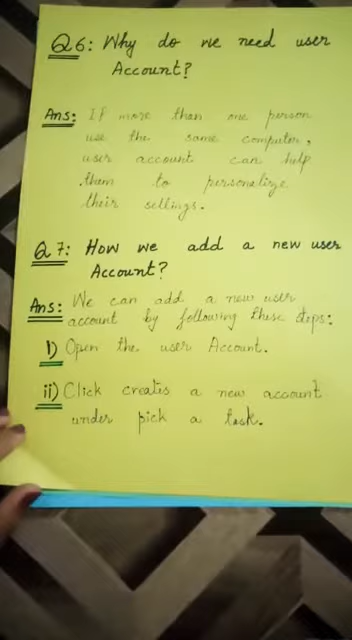 Q6: Why do we need user
Account?
Ans: If more than one person
use the same computer,
user account can help
them to personalize
their settings.
Q7: How we add a new user
Account?
Ans: We can add a new user
account by following these steps:
i) Open the user Account.
ii) Click creates a new account
under pick a task.